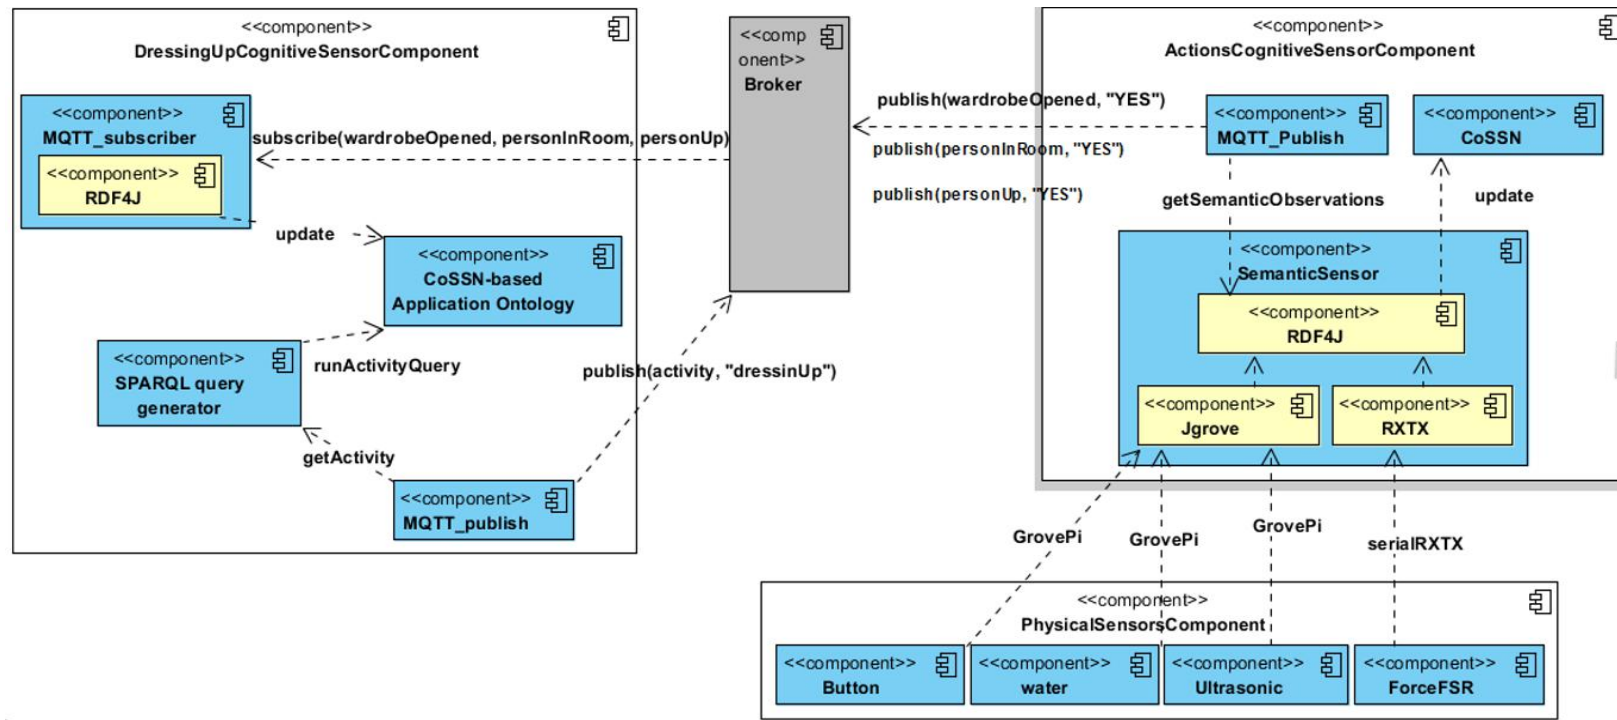 <<component>>
DressingUpCognitiveSensorComponent
<<component>>
MQTT_subscriber
<<component>>
RDF4J
update
<<component>>
CoSSN-based
Application Ontology
<<component>>
SPARQL query
generator
runActivityQuery
getActivity
<<component>>
MQTT_publish
subscribe(wardrobeOpened, personInRoom, personUp)
publish(activity, "dressinUp")
<<comp
onent>>
Broker
publish(wardrobeOpened, "YES")
publish(personInRoom, "YES")
publish(personUp, "YES")
<<component>>
ActionsCognitiveSensorComponent
<<component>>
MQTT_Publish
<<component>>
CoSSN
getSemanticObservations
update
<<component>>
SemanticSensor
<<component>>
RDF4J
<<component>>
Jgrove
<<component>>
RXTX
GrovePi
GrovePi
GrovePi
serialRXTX
<<component>>
PhysicalSensorsComponent
<<component>>
Button
<<component>>
water
<<component>>
Ultrasonic
<<component>>
ForceFSR